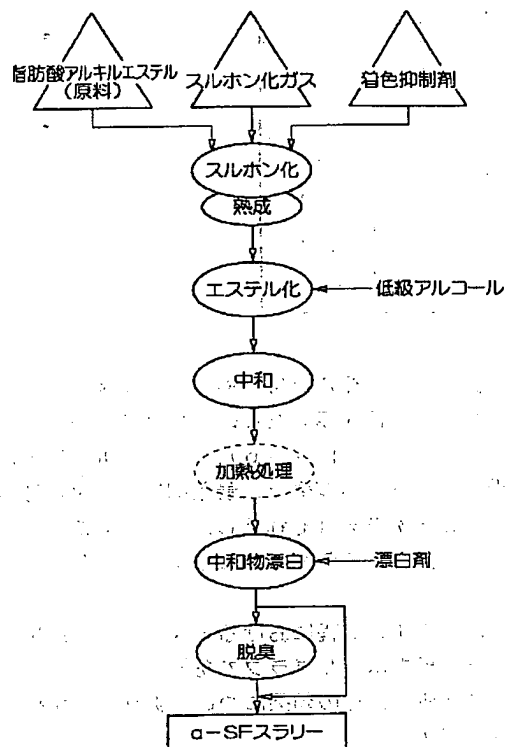 脂肪酸アルキルエステル
(原料)
スルホン化ガス
着色抑制剤
スルホン化
熟成
エステル化
低級アルコール
中和
加熱処理
中和物漂白
漂白剤
脱臭
α-SFスラリー